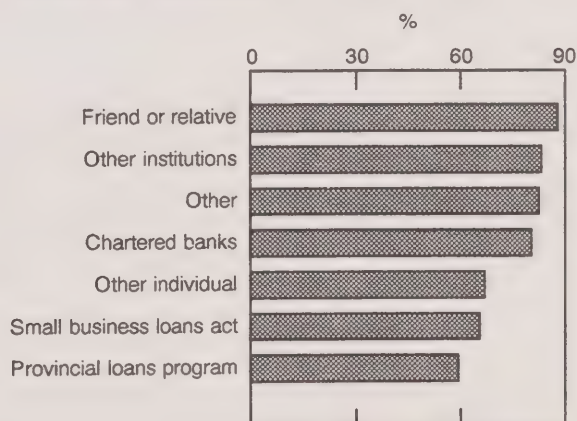 %
0 30 60 90
Friend or relative
Other institutions
Other
Chartered banks
Other individual
Small business loans act
Provincial loans program